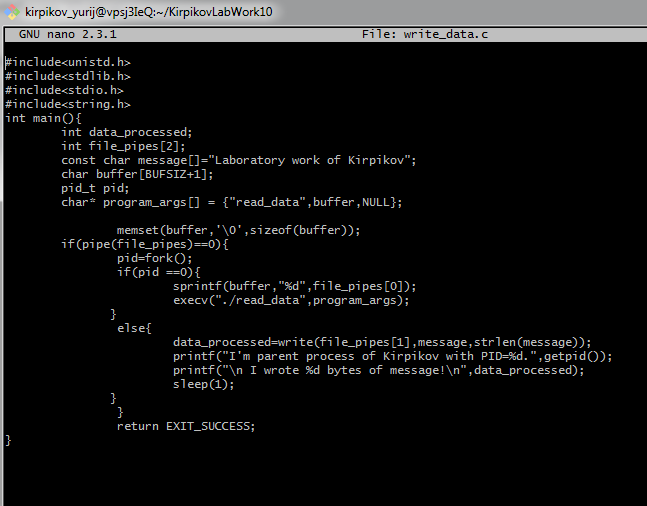 kirpikov_yurij@vpsj3IeQ:~/KirpikovLabWork10
GNU nano 2.3.1 File: write_data.c
#include<unistd.h>
#include<stdlib.h>
#include<stdio.h>
#include<string.h>
int main(){
int data_processed;
int file_pipes[2];
const char message[]="Laboratory work of Kirpikov";
char buffer[BUFSIZ+1];
pid_t pid;
char* program_args[] = {"read_data",buffer,NULL};
memset(buffer,'\0',sizeof(buffer));
if(pipe(file_pipes)==0){
pid=fork();
if(pid ==0){
sprintf(buffer,"%d",file_pipes[0]);
execv("./read_data",program_args);
}
else{
data_processed=write(file_pipes[1],message,strlen(message));
printf("I'm parent process of Kirpikov with PID=%d.",getpid());
printf("\n I wrote %d bytes of message!\n",data_processed);
sleep(1);
}
}
return EXIT_SUCCESS;
}